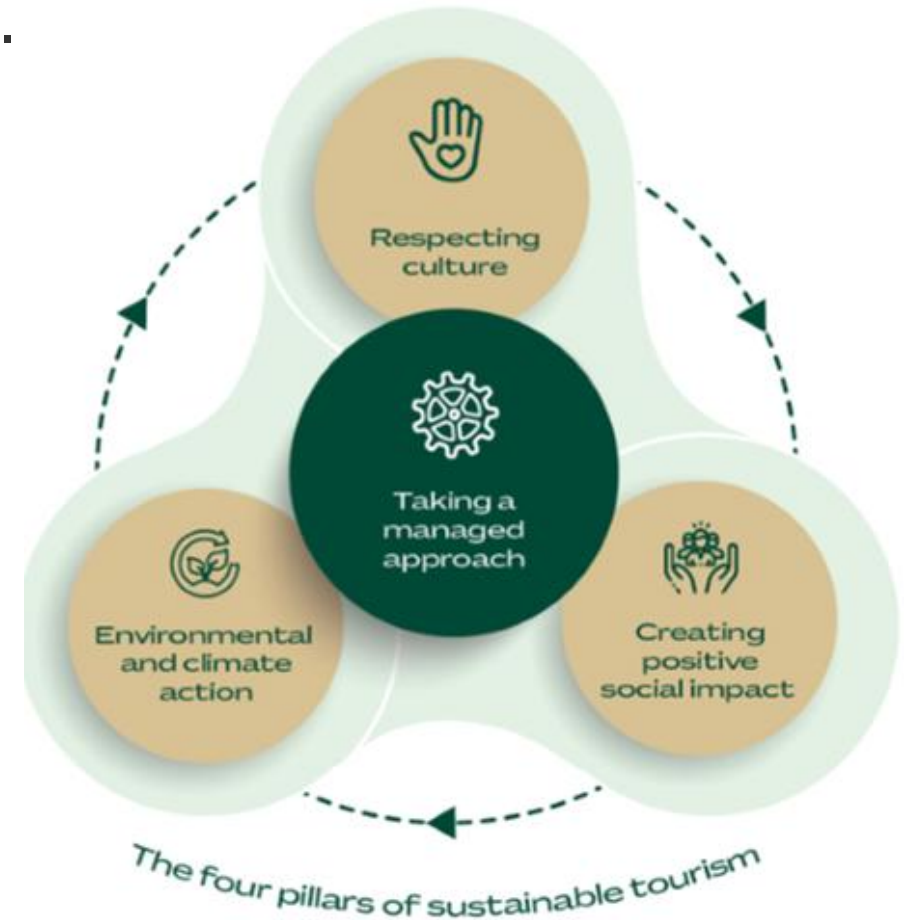 Respecting
culture
Taking a
managed
approach
Environmental
and climate
action
Creating
positive
social impact
The four pillars of sustainable tourism